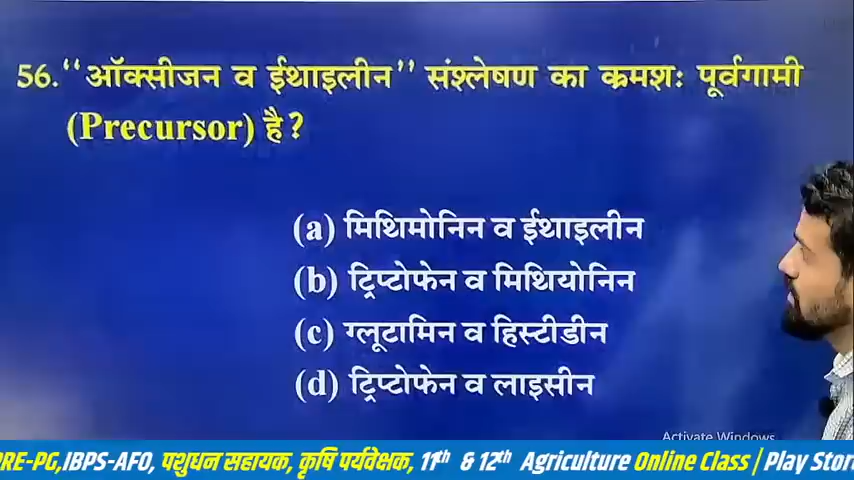 56. ‘‘ऑक्सीजन व ईथाइलीन’’ संश्लेषण का क्रमशः पूर्वगामी
(Precursor) है?
(a) मिथिमोनिन व ईथाइलीन
(b) ट्रिप्टोफेन व मिथियोनिन
(c) ग्लूटामिन व हिस्टीडीन
(d) ट्रिप्टोफेन व लाइसीन
Activate Windows
PRE-PG,IBPS-AFO, पशुधन सहायक, कृषि पर्यवेक्षक, 11th & 12th Agriculture Online Class | Play Stor